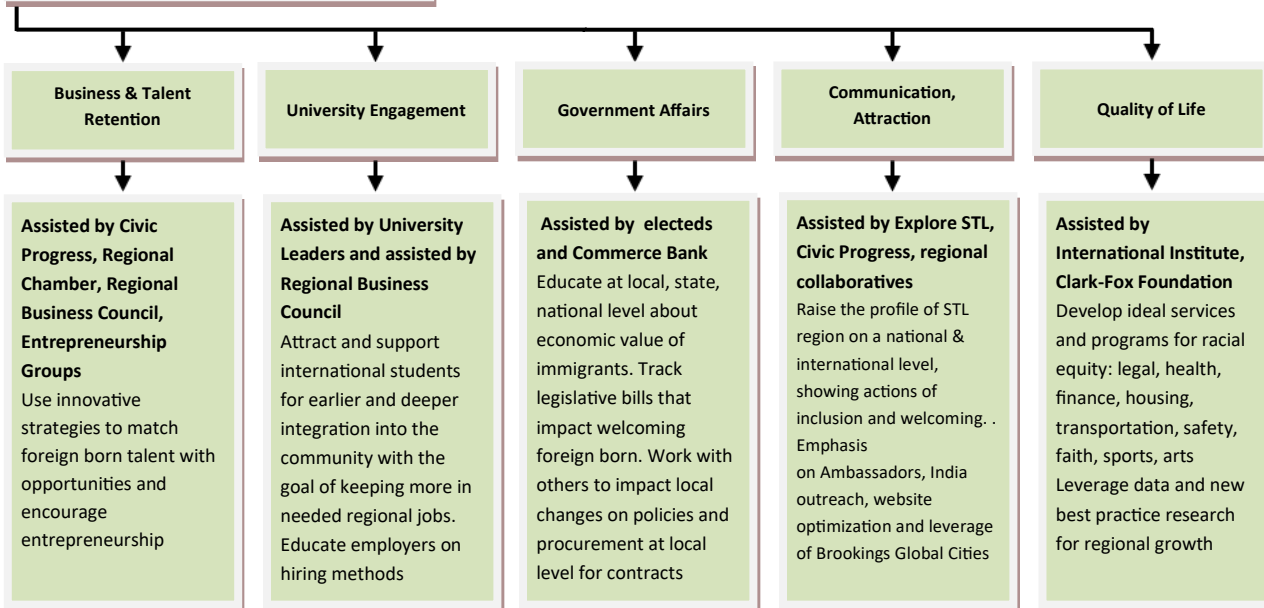 Business & Talent
Retention
University Engagement
Government Affairs
Communication,
Attraction
Quality of Life
Assisted by Civic
Progress, Regional
Chamber, Regional
Business Council,
Entrepreneurship
Groups
Use innovative
strategies to match
foreign born talent with
opportunities and
encourage
entrepreneurship
Assisted by University
Leaders and assisted by
Regional Business
Council
Attract and support
international students
for earlier and deeper
integration into the
community with the
goal of keeping more in
needed regional jobs.
Educate employers on
hiring methods
Assisted by electeds
and Commerce Bank
Educate at local, state,
national level about
economic value of
immigrants. Track
legislative bills that
impact welcoming
foreign born. Work with
others to impact local
changes on policies and
procurement at local
level for contracts
Assisted by Explore STL,
Civic Progress, regional
collaboratives
Raise the profile of STL
region on a national &
international level,
showing actions of
inclusion and welcoming. .
Emphasis
on Ambassadors, India
outreach, website
optimization and leverage
of Brookings Global Cities
Assisted by
International Institute,
Clark-Fox Foundation
Develop ideal services
and programs for racial
equity: legal, health,
finance, housing,
transportation, safety,
faith, sports, arts
Leverage data and new
best practice research
for regional growth